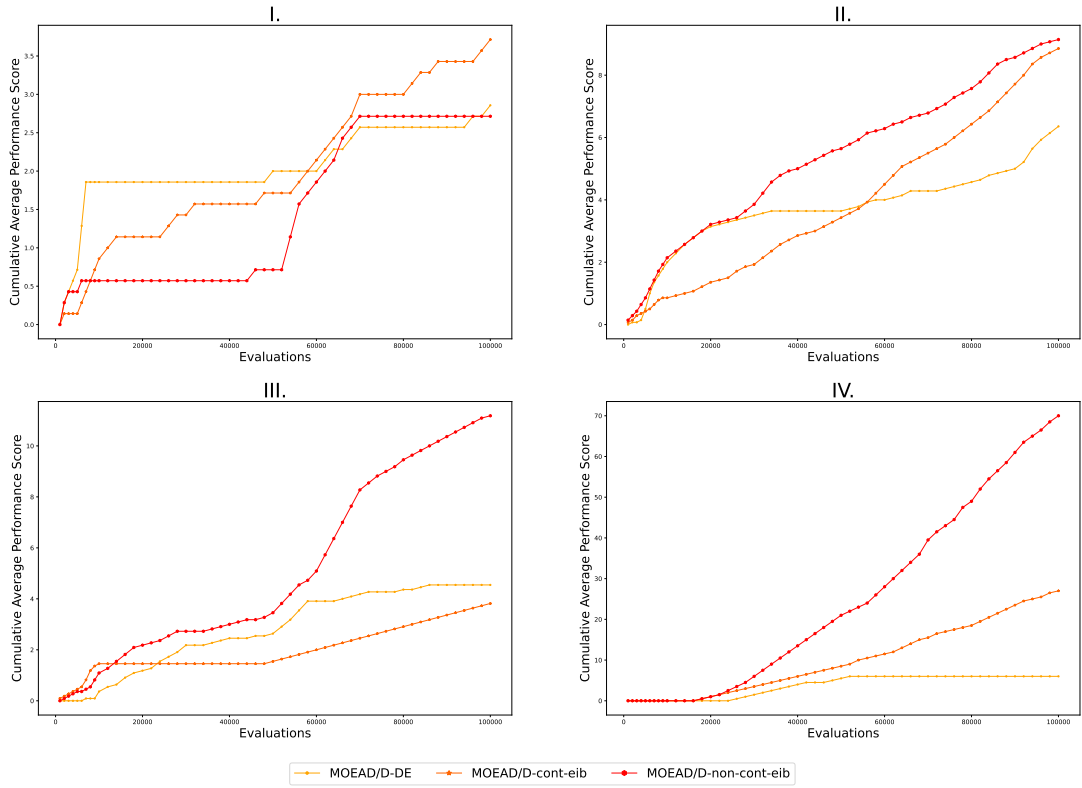 I.
Cumulative Average Performance Score
3.5
3.0
2.5
2.0
1.5
1.0
0.5
0.0
0 20000 40000 60000 80000 100000
Evaluations
II.
Cumulative Average Performance Score
8
6
4
2
0
0 20000 40000 60000 80000 100000
Evaluations
III.
Cumulative Average Performance Score
10
8
6
4
2
0
0 20000 40000 60000 80000 100000
Evaluations
IV.
Cumulative Average Performance Score
70
60
50
40
30
20
10
0
0 20000 40000 60000 80000 100000
Evaluations
MOEAD/D-DE MOEAD/D-cont-eib MOEAD/D-non-cont-eib